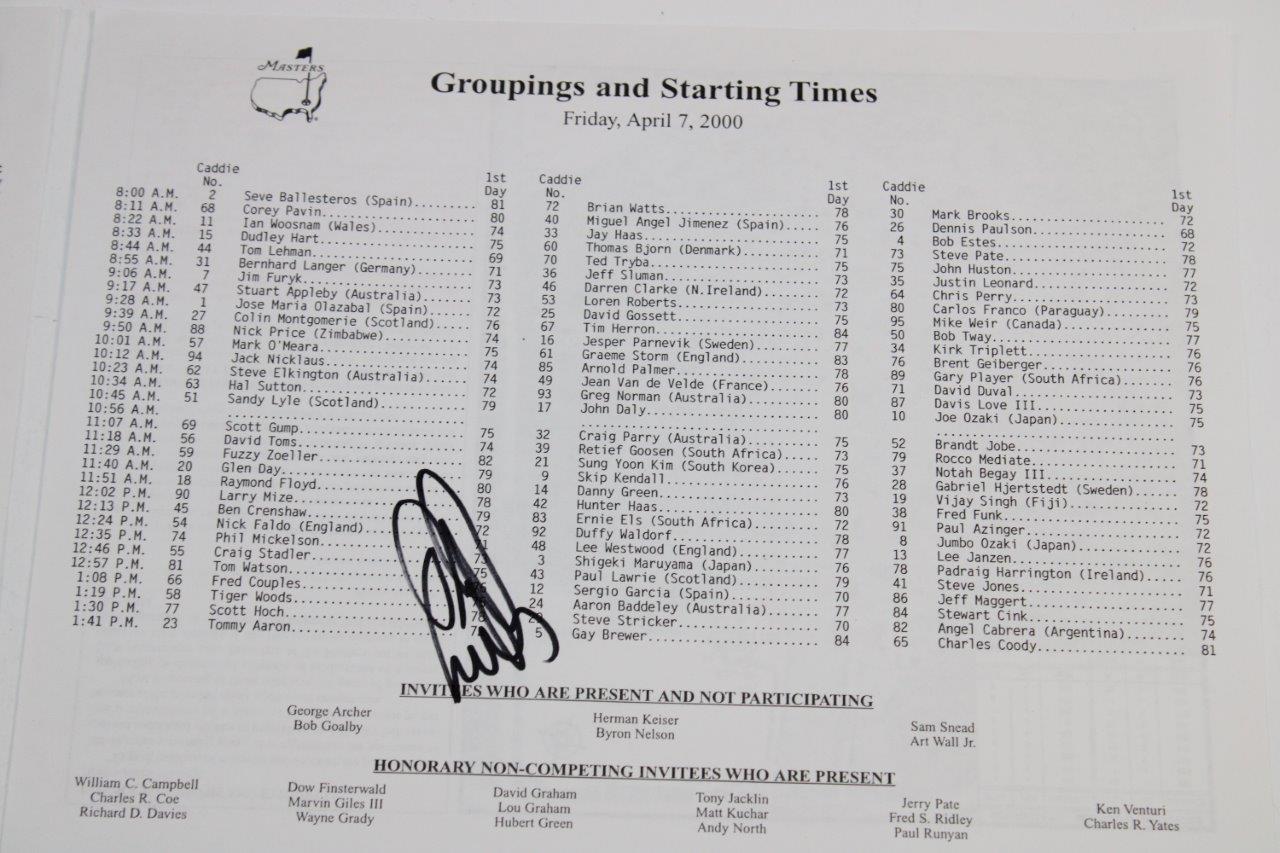 MASTERS
Groupings and Starting Times
Friday, April 7, 2000
Caddie No. 1st Day Caddie No. 1st Day Caddie No. 1st Day
8:00 A.M. 2 Seve Ballesteros (Spain) 81 72 Brian Watts 78 30 Mark Brooks 72
8:11 A.M. 68 Corey Pavin 80 40 Miguel Angel Jimenez (Spain) 76 26 Dennis Paulson 68
8:22 A.M. 11 Ian Woosnam (Wales) 74 33 Jay Haas 75 4 Bob Estes 72
8:33 A.M. 15 Dudley Hart 75 60 Thomas Bjorn (Denmark) 71 73 Steve Pate 78
8:44 A.M. 44 Tom Lehman 69 70 Ted Tryba 75 75 John Huston 77
8:55 A.M. 31 Bernhard Langer (Germany) 71 36 Jeff Sluman 73 35 Justin Leonard 72
9:06 A.M. 7 Jim Furyk 73 46 Darren Clarke (N.Ireland) 72 64 Chris Perry 73
9:17 A.M. 47 Stuart Appleby (Australia) 73 53 Loren Roberts 73 80 Carlos Franco (Paraguay) 79
9:28 A.M. 1 Jose Maria Olazabal (Spain) 72 25 David Gossett 75 95 Mike Weir (Canada) 75
9:39 A.M. 27 Colin Montgomerie (Scotland) 76 67 Tim Herron 84 50 Bob Tway 77
9:50 A.M. 88 Nick Price (Zimbabwe) 74 16 Jesper Parnevik (Sweden) 77 34 Kirk Triplett 76
10:01 A.M. 57 Mark O'Meara 75 61 Graeme Storm (England) 83 76 Brent Geiberger 76
10:12 A.M. 94 Jack Nicklaus 74 85 Arnold Palmer 78 89 Gary Player (South Africa) 76
10:23 A.M. 62 Steve Elkington (Australia) 74 49 Jean Van de Velde (France) 76 71 David Duval 73
10:34 A.M. 63 Hal Sutton 72 93 Greg Norman (Australia) 80 87 Davis Love III 75
10:45 A.M. 51 Sandy Lyle (Scotland) 79 17 John Daly 80 10 Joe Ozaki (Japan) 75
10:56 A.M.
11:07 A.M. 69 Scott Gump 75 32 Craig Parry (Australia) 75 52 Brandt Jobe 73
11:18 A.M. 56 David Toms 74 39 Retief Goosen (South Africa) 73 79 Rocco Mediate 71
11:29 A.M. 59 Fuzzy Zoeller 82 21 Sung Yoon Kim (South Korea) 75 37 Notah Begay III 74
11:40 A.M. 20 Glen Day 79 9 Skip Kendall 76 28 Gabriel Hjertstedt (Sweden) 78
11:51 A.M. 18 Raymond Floyd 80 14 Danny Green 73 19 Vijay Singh (Fiji) 72
12:02 P.M. 90 Larry Mize 78 42 Hunter Haas 80 38 Fred Funk 75
12:13 P.M. 45 Ben Crenshaw 79 83 Ernie Els (South Africa) 72 91 Paul Azinger 72
12:24 P.M. 54 Nick Faldo (England) 72 92 Duffy Waldorf 78 8 Jumbo Ozaki (Japan) 72
12:35 P.M. 74 Phil Mickelson 71 48 Lee Westwood (England) 77 13 Lee Janzen 76
12:46 P.M. 55 Craig Stadler 73 3 Shigeki Maruyama (Japan) 76 78 Padraig Harrington (Ireland) 76
12:57 P.M. 81 Tom Watson 75 43 Paul Lawrie (Scotland) 79 41 Steve Jones 71
1:08 P.M. 66 Fred Couples 12 Sergio Garcia (Spain) 70 86 Jeff Maggert 77
1:19 P.M. 58 Tiger Woods 24 Aaron Baddeley (Australia) 77 84 Stewart Cink 75
1:30 P.M. 77 Scott Hoch 78 Steve Stricker 70 82 Angel Cabrera (Argentina) 74
1:41 P.M. 23 Tommy Aaron 5 Gay Brewer 84 65 Charles Coody 81
INVITEES WHO ARE PRESENT AND NOT PARTICIPATING
George Archer Herman Keiser Sam Snead
Bob Goalby Byron Nelson Art Wall Jr.
HONORARY NON-COMPETING INVITEES WHO ARE PRESENT
William C. Campbell Dow Finsterwald David Graham Tony Jacklin Jerry Pate Ken Venturi
Charles R. Coe Marvin Giles III Lou Graham Matt Kuchar Fred S. Ridley Charles R. Yates
Richard D. Davies Wayne Grady Hubert Green Andy North Paul Runyan